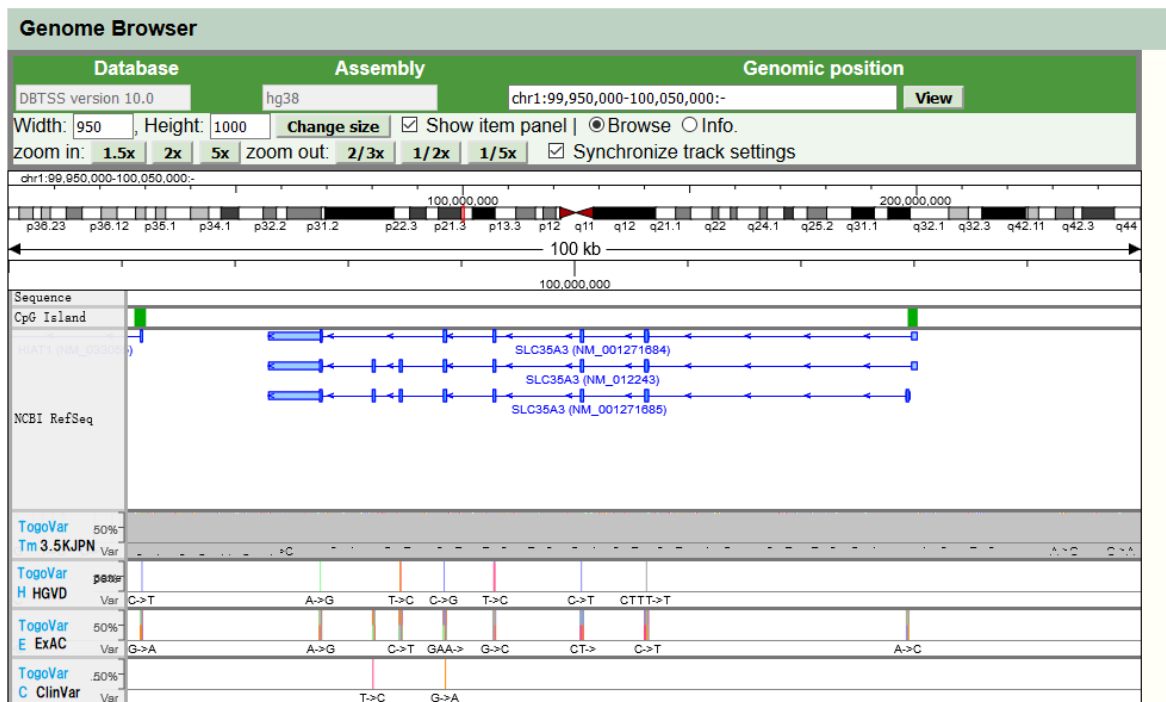 Genome Browser
Database Assembly Genomic position
DBTSS version 10.0 hg38 chr1:99,950,000-100,050,000:- View
Width: 950 , Height: 1000 Change size Show item panel | Browse Info.
zoom in: 1.5x 2x 5x zoom out: 2/3x 1/2x 1/5x Synchronize track settings
chr1:99,950,000-100,050,000:-
100,000,000 200,000,000
p36.23 p36.12 p35.1 p34.1 p32.2 p31.2 p22.3 p21.3 p13.3 p12 q11 q12 q21.1 q22 q24.1 q25.2 q31.1 q32.1 q32.3 q42.11 q42.3 q44
100 kb
100,000,000
Sequence
CpG Island
HIAT1
SLC35A3 (NM_001271684)
SLC35A3 (NM_012243)
SLC35A3 (NM_001271685)
NCBI RefSeq
TogoVar 50%
Tm 3.5KJPN Var ->C A->G C->A
TogoVar
H HGVD Var C->T A->G T->C C->G T->C C->T CTTT->T
TogoVar 50%
E ExAC Var G->A A->G C->T GAA-> G->C CT-> C->T A->C
TogoVar 50%
C ClinVar Var T->C G->A